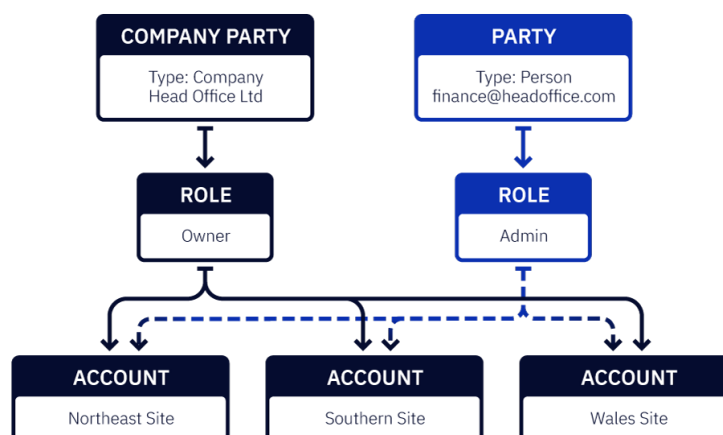 COMPANY PARTY
Type: Company
Head Office Ltd
PARTY
Type: Person
finance@headoffice.com
ROLE
Owner
ROLE
Admin
ACCOUNT
Northeast Site
ACCOUNT
Southern Site
ACCOUNT
Wales Site